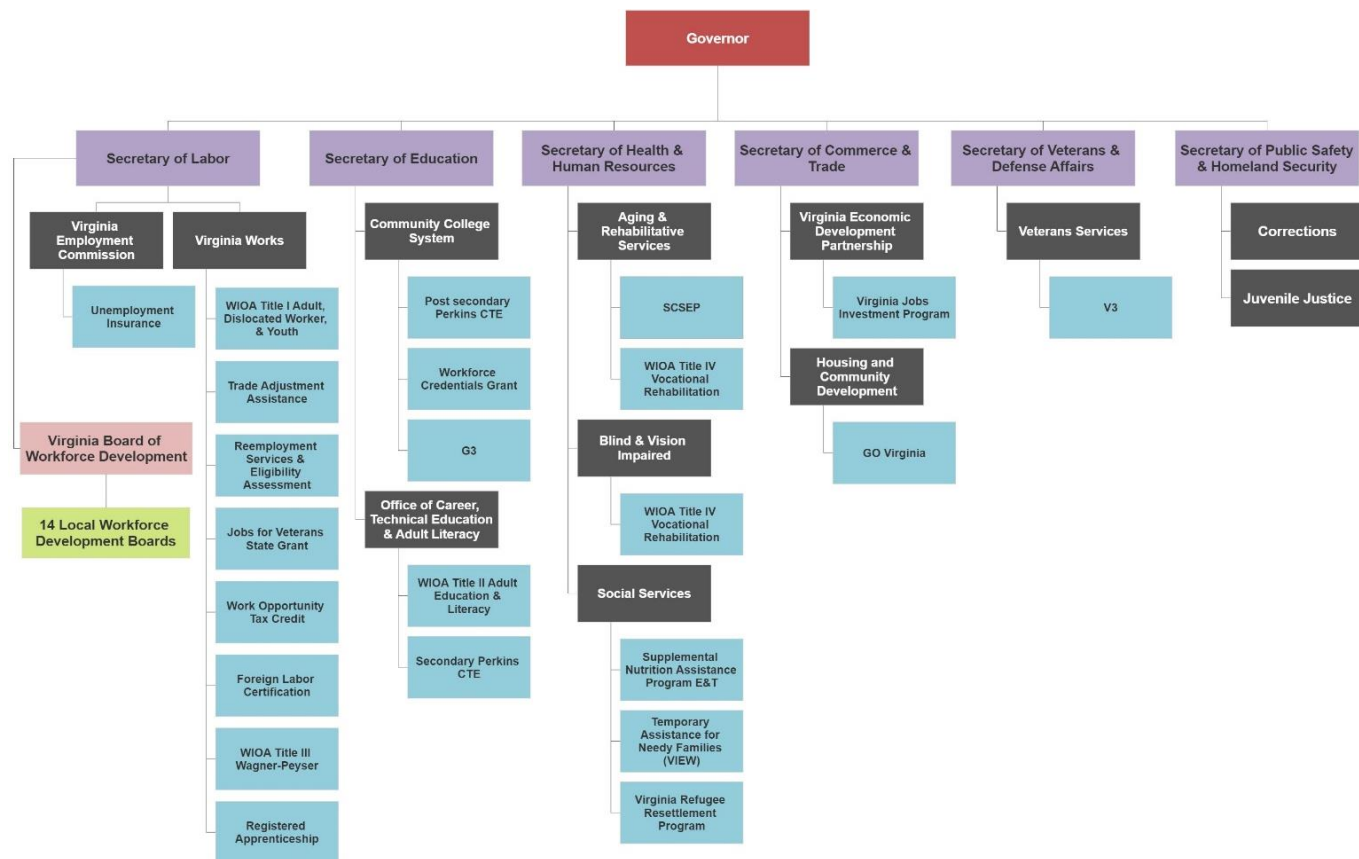 Governor
Secretary of Labor
Secretary of Education
Secretary of Health &
Human Resources
Secretary of Commerce &
Trade
Secretary of Veterans &
Defense Affairs
Secretary of Public Safety
& Homeland Security
Virginia
Employment
Commission
Unemployment
Insurance
Virginia Works
WIOA Title I Adult,
Dislocated Worker,
& Youth
Trade Adjustment
Assistance
Reemployment
Services &
Eligibility
Assessment
Jobs for Veterans
State Grant
Work Opportunity
Tax Credit
Foreign Labor
Certification
WIOA Title III
Wagner-Peyser
Registered
Apprenticeship
Virginia Board of
Workforce Development
14 Local Workforce
Development Boards
Community College
System
Post secondary
Perkins CTE
Workforce
Credentials Grant
G3
Office of Career,
Technical Education
& Adult Literacy
WIOA Title II Adult
Education &
Literacy
Secondary Perkins
CTE
Aging &
Rehabilitative
Services
SCSEP
WIOA Title IV
Vocational
Rehabilitation
Blind & Vision
Impaired
WIOA Title IV
Vocational
Rehabilitation
Social Services
Supplemental
Nutrition Assistance
Program E&T
Temporary
Assistance for
Needy Families
(VIEW)
Virginia Refugee
Resettlement
Program
Virginia Economic
Development
Partnership
Virginia Jobs
Investment Program
Housing and
Community
Development
GO Virginia
Veterans Services
V3
Corrections
Juvenile Justice